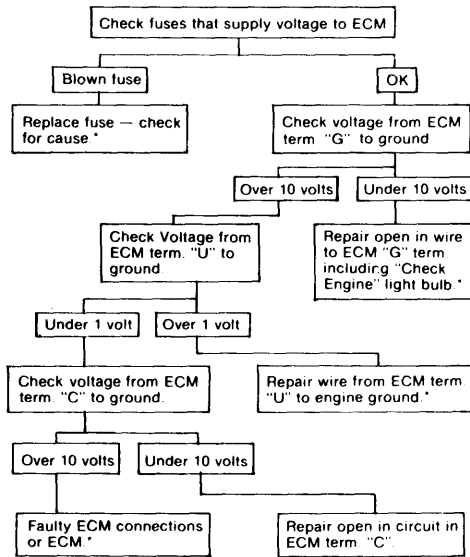 Check fuses that supply voltage to ECM
Blown fuse
OK
Replace fuse — check
for cause.*
Check voltage from ECM
term "G" to ground
Over 10 volts
Under 10 volts
Check Voltage from
ECM term. "U" to
ground.
Repair open in wire
to ECM "G" term.
including "Check
Engine" light bulb.*
Under 1 volt
Over 1 volt
Check voltage from ECM
term. "C" to ground.
Repair wire from ECM term
"U" to engine ground.*
Over 10 volts
Under 10 volts
Faulty ECM connections
or ECM.*
Repair open in circuit in
ECM term. "C".